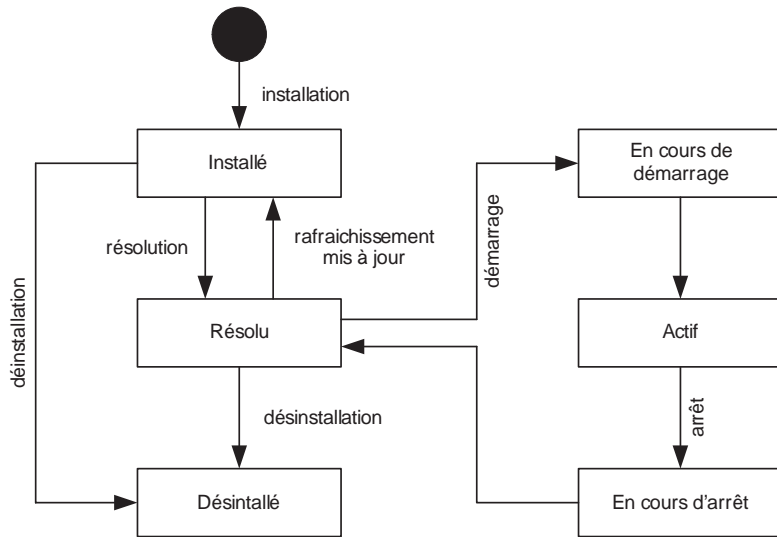 installation
Installé
En cours de
démarrage
résolution
rafraichissement
mis à jour
démarrage
déinstallation
Résolu
Actif
désinstallation
arrêt
Désintallé
En cours d'arrêt